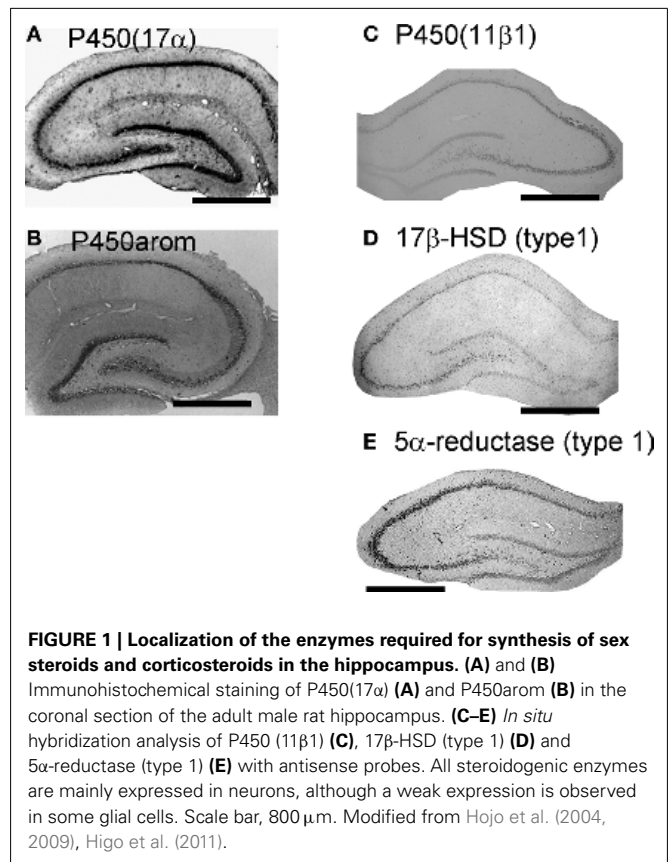 A P450(17α)
C P450(11β1)
B P450arom
D 17β-HSD (type1)
E 5α-reductase (type 1)
FIGURE 1 | Localization of the enzymes required for synthesis of sex
steroids and corticosteroids in the hippocampus. (A) and (B)
Immunohistochemical staining of P450(17α) (A) and P450arom (B) in the
coronal section of the adult male rat hippocampus. (C–E) In situ
hybridization analysis of P450 (11β1) (C), 17β-HSD (type 1) (D) and
5α-reductase (type 1) (E) with antisense probes. All steroidogenic enzymes
are mainly expressed in neurons, although a weak expression is observed
in some glial cells. Scale bar, 800 μm. Modified from Hojo et al. (2004,
2009), Higo et al. (2011).